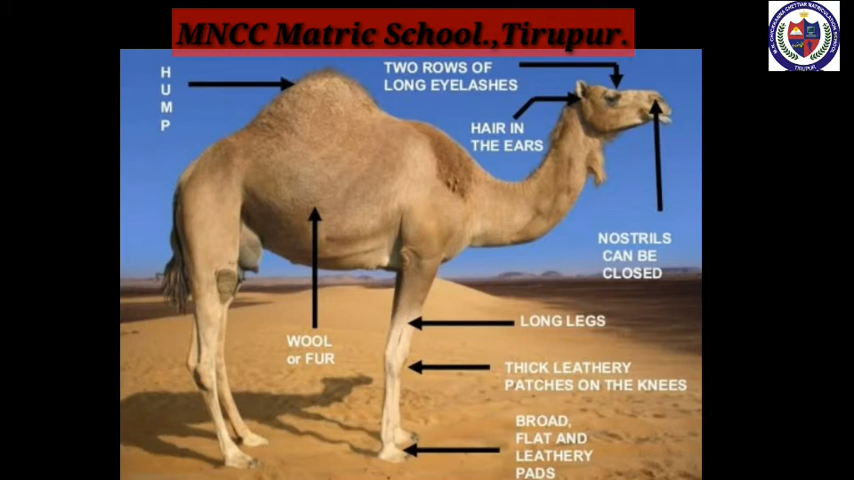 MNCC Matric School.,Tirupur.
H
U
M
P
TWO ROWS OF
LONG EYELASHES
HAIR IN
THE EARS
NOSTRILS
CAN BE
CLOSED
LONG LEGS
WOOL
or FUR
THICK LEATHERY
PATCHES ON THE KNEES
BROAD,
FLAT AND
LEATHERY
PADS
TIRUPUR